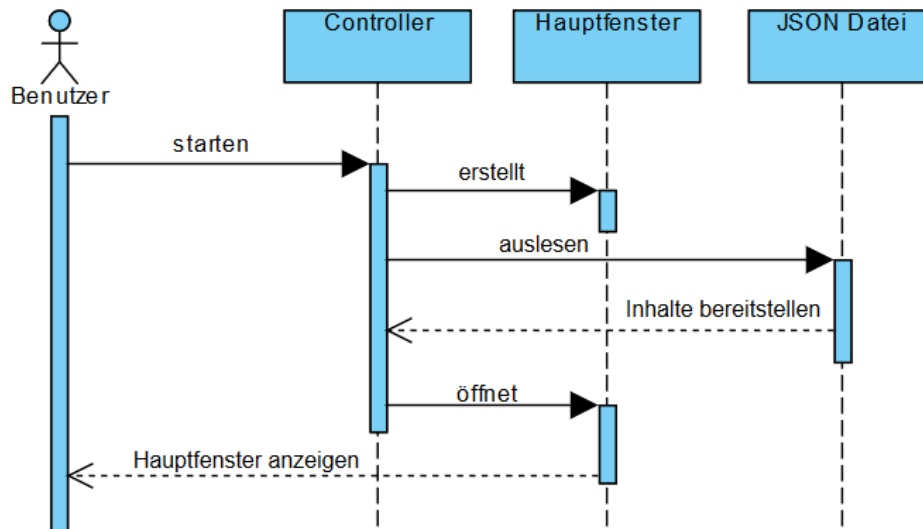 Controller
Hauptfenster
JSON Datei
Benutzer
starten
erstellt
auslesen
Inhalte bereitstellen
öffnet
Hauptfenster anzeigen